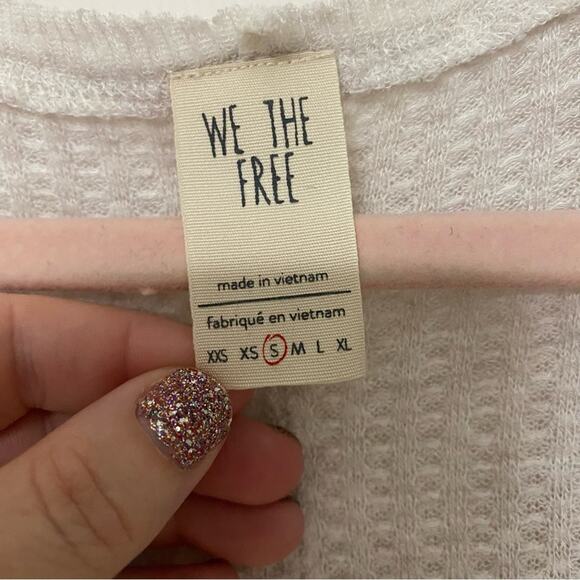 WE THE
FREE
made in vietnam
fabriqué en vietnam
XXS XS S M L XL